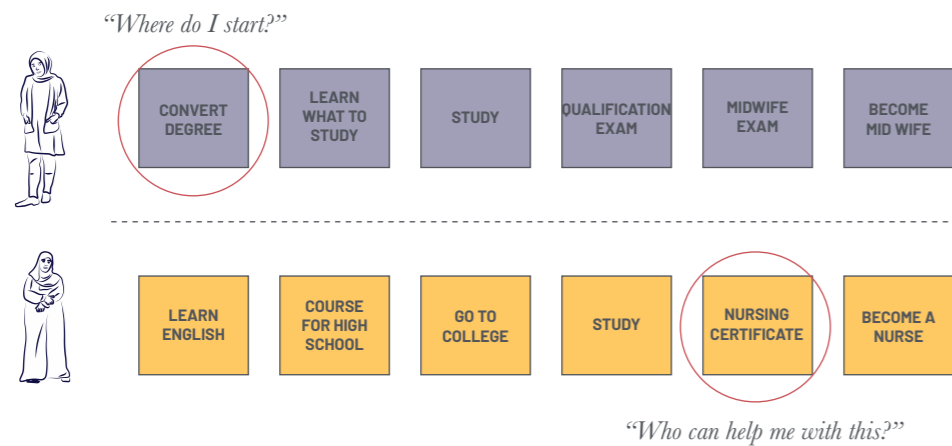 “Where do I start?”
CONVERT
DEGREE
LEARN
WHAT TO
STUDY
STUDY
QUALIFICATION
EXAM
MIDWIFE
EXAM
BECOME
MID WIFE
LEARN
ENGLISH
COURSE
FOR HIGH
SCHOOL
GO TO
COLLEGE
STUDY
NURSING
CERTIFICATE
BECOME A
NURSE
“Who can help me with this?”